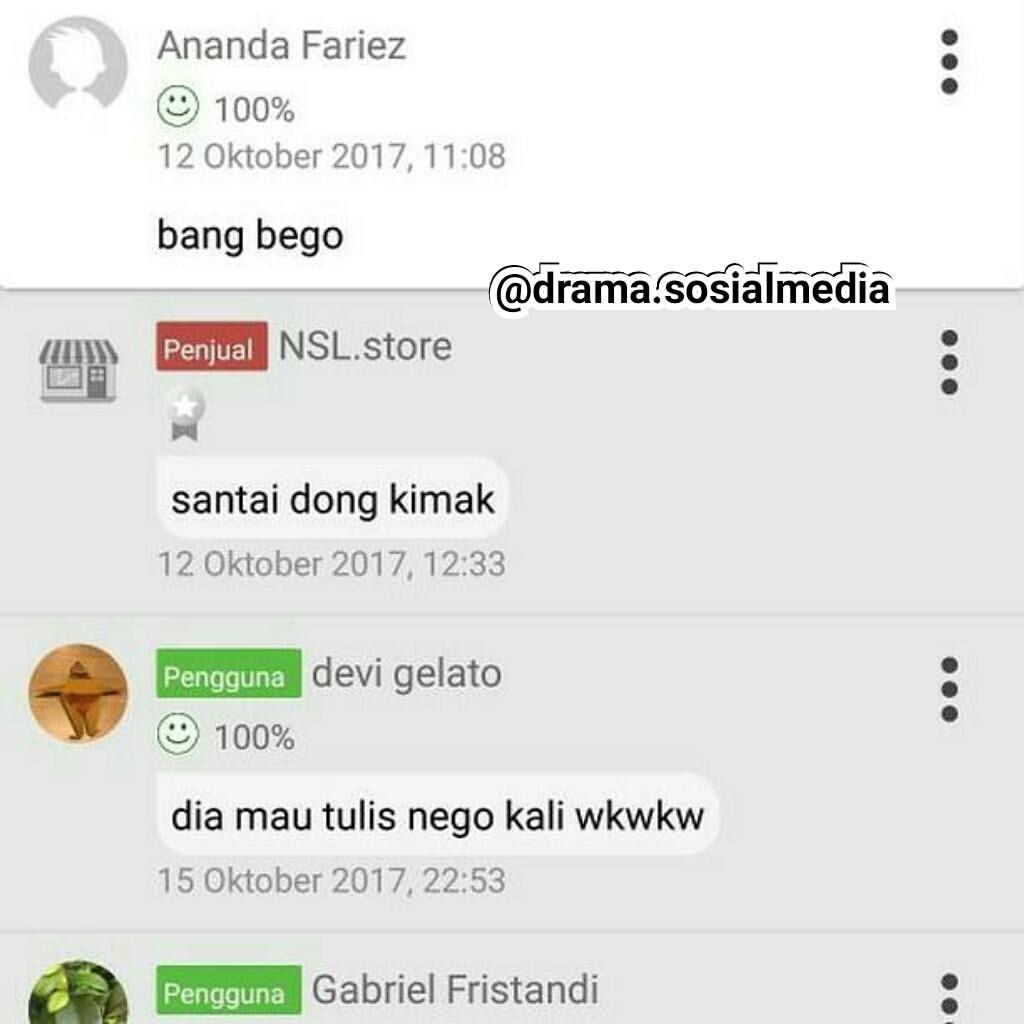 Ananda Fariez
100%
12 Oktober 2017, 11:08
bang bego
@drama.sosialmedia
Penjual NSL.store
santai dong kimak
12 Oktober 2017, 12:33
Pengguna devi gelato
100%
dia mau tulis nego kali wkwkw
15 Oktober 2017, 22:53
Pengguna Gabriel Fristandi